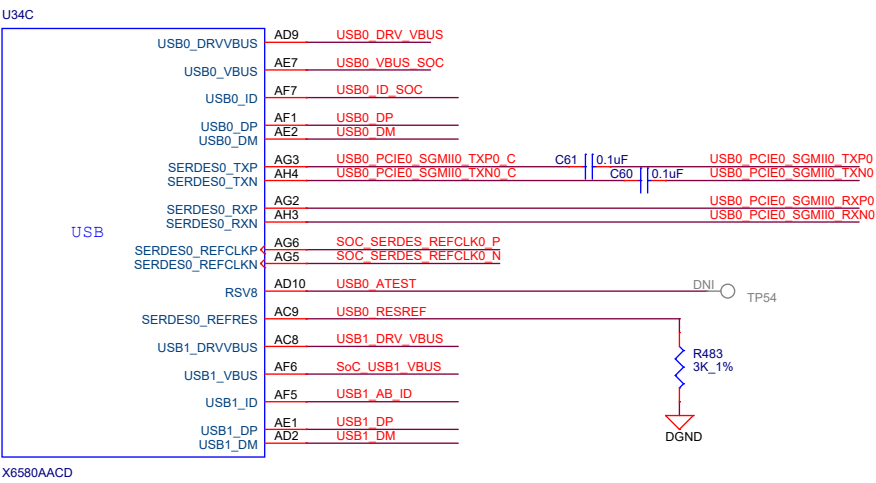 U34C
USB0_DRVVBUS AD9 USB0_DRV_VBUS
USB0_VBUS AE7 USB0_VBUS_SOC
USB0_ID AF7 USB0_ID_SOC
USB0_DP AF1 USB0_DP
USB0_DM AE2 USB0_DM
SERDES0_TXP AG3 USB0_PCIE0_SGMII0_TXP0_C C61 0.1uF USB0_PCIE0_SGMII0_TXP0
SERDES0_TXN AH4 USB0_PCIE0_SGMII0_TXN0_C C60 0.1uF USB0_PCIE0_SGMII0_TXN0
SERDES0_RXP AG2 USB0_PCIE0_SGMII0_RXP0
SERDES0_RXN AH3 USB0_PCIE0_SGMII0_RXN0
USB
SERDES0_REFCLKP AG6 SOC_SERDES_REFCLK0_P
SERDES0_REFCLKN AG5 SOC_SERDES_REFCLK0_N
RSV8 AD10 USB0_ATEST DNI TP54
SERDES0_REFRES AC9 USB0_RESREF
USB1_DRVVBUS AC8 USB1_DRV_VBUS
R483
3K_1%
USB1_VBUS AF6 SoC_USB1_VBUS
USB1_ID AF5 USB1_AB_ID
USB1_DP AE1 USB1_DP
USB1_DM AD2 USB1_DM
DGND
X6580AACD